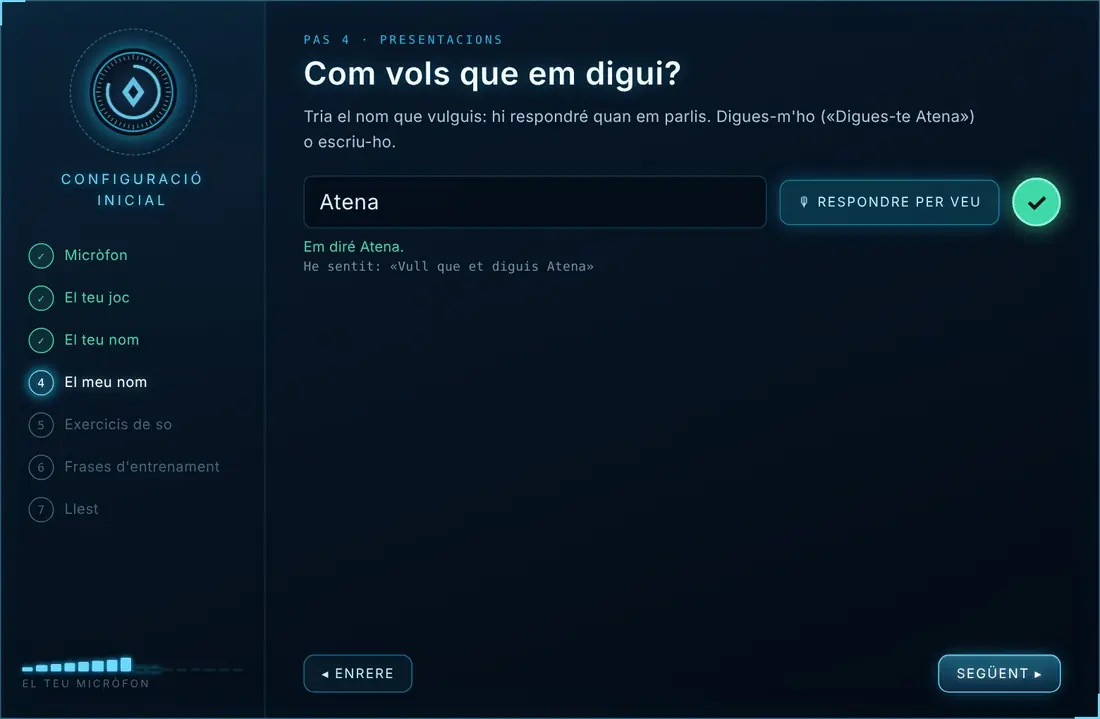 CONFIGURACIÓ
INICIAL
✓ Micròfon
✓ El teu joc
✓ El teu nom
4 El meu nom
5 Exercicis de so
6 Frases d'entrenament
7 Llest
EL TEU MICRÒFON
PAS 4 · PRESENTACIONS
Com vols que em digui?
Tria el nom que vulguis: hi respondré quan em parlis. Digues-m'ho («Digues-te Atena»)
o escriu-ho.
Atena
RESPONDRE PER VEU
Em diré Atena.
He sentit: «Vull que et diguis Atena»
◂ ENRERE
SEGÜENT ▸